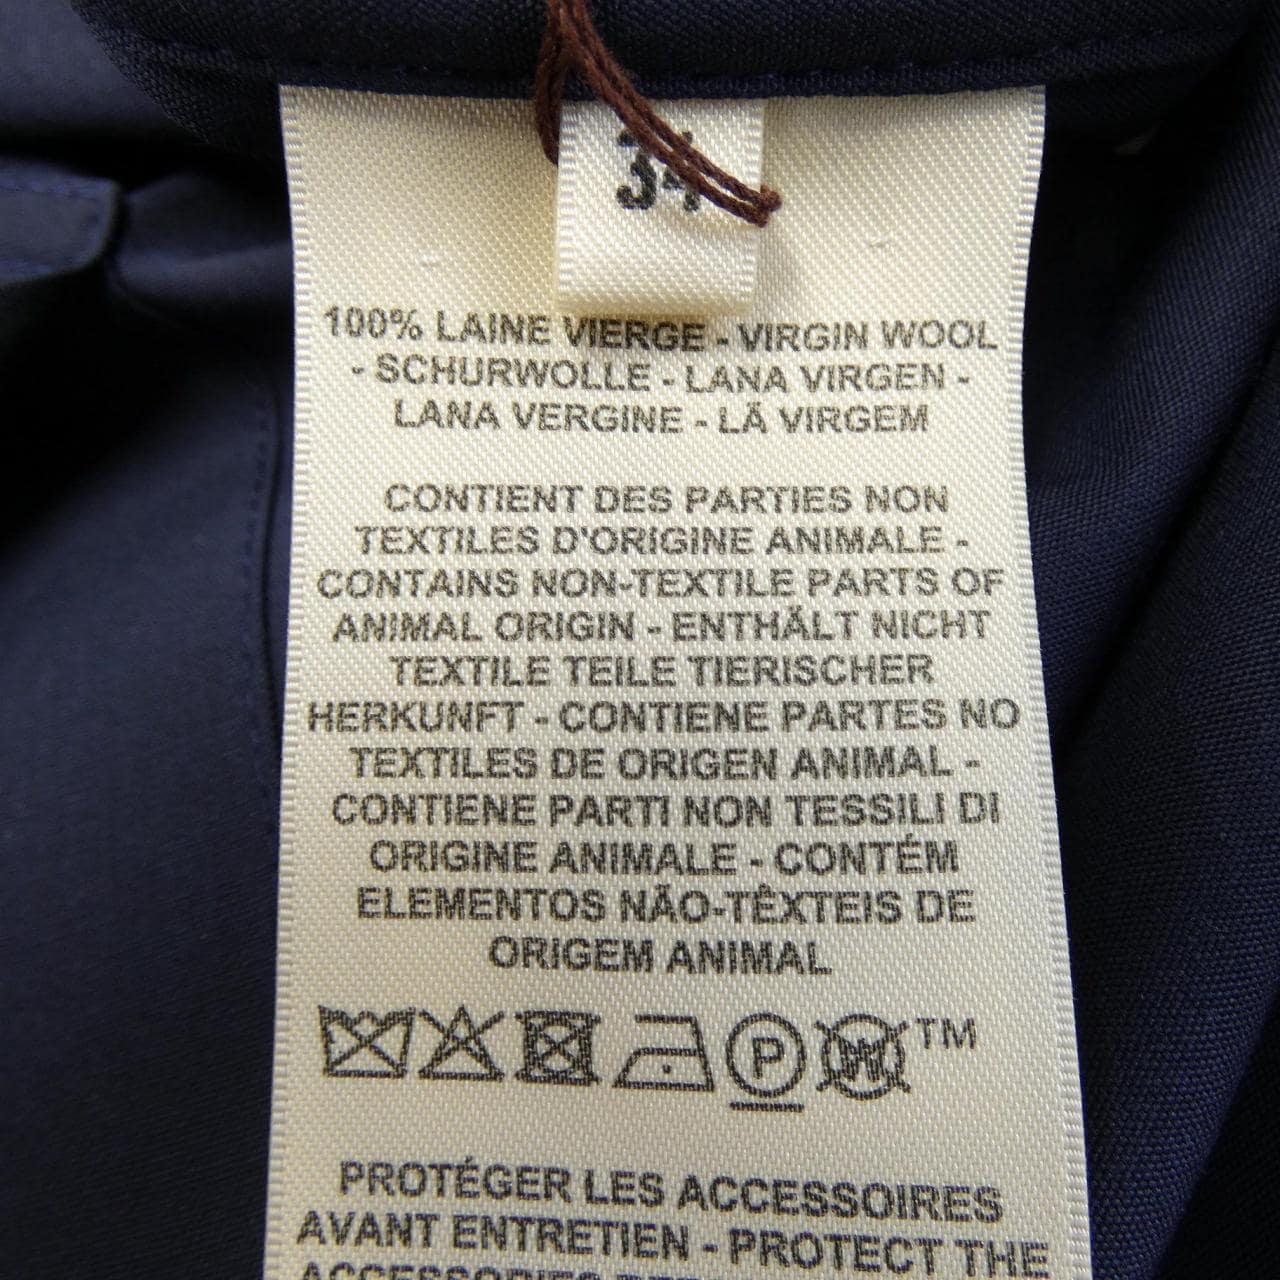 34
100% LAINE VIERGE - VIRGIN WOOL
- SCHURWOLLE - LANA VIRGEN -
LANA VERGINE - LÃ VIRGEM
CONTIENT DES PARTIES NON
TEXTILES D'ORIGINE ANIMALE -
CONTAINS NON-TEXTILE PARTS OF
ANIMAL ORIGIN - ENTHÄLT NICHT
TEXTILE TEILE TIERISCHER
HERKUNFT - CONTIENE PARTES NO
TEXTILES DE ORIGEN ANIMAL -
CONTIENE PARTI NON TESSILI DI
ORIGINE ANIMALE - CONTÉM
ELEMENTOS NÃO-TÊXTEIS DE
ORIGEM ANIMAL
P W TM
PROTÉGER LES ACCESSOIRES
AVANT ENTRETIEN - PROTECT THE